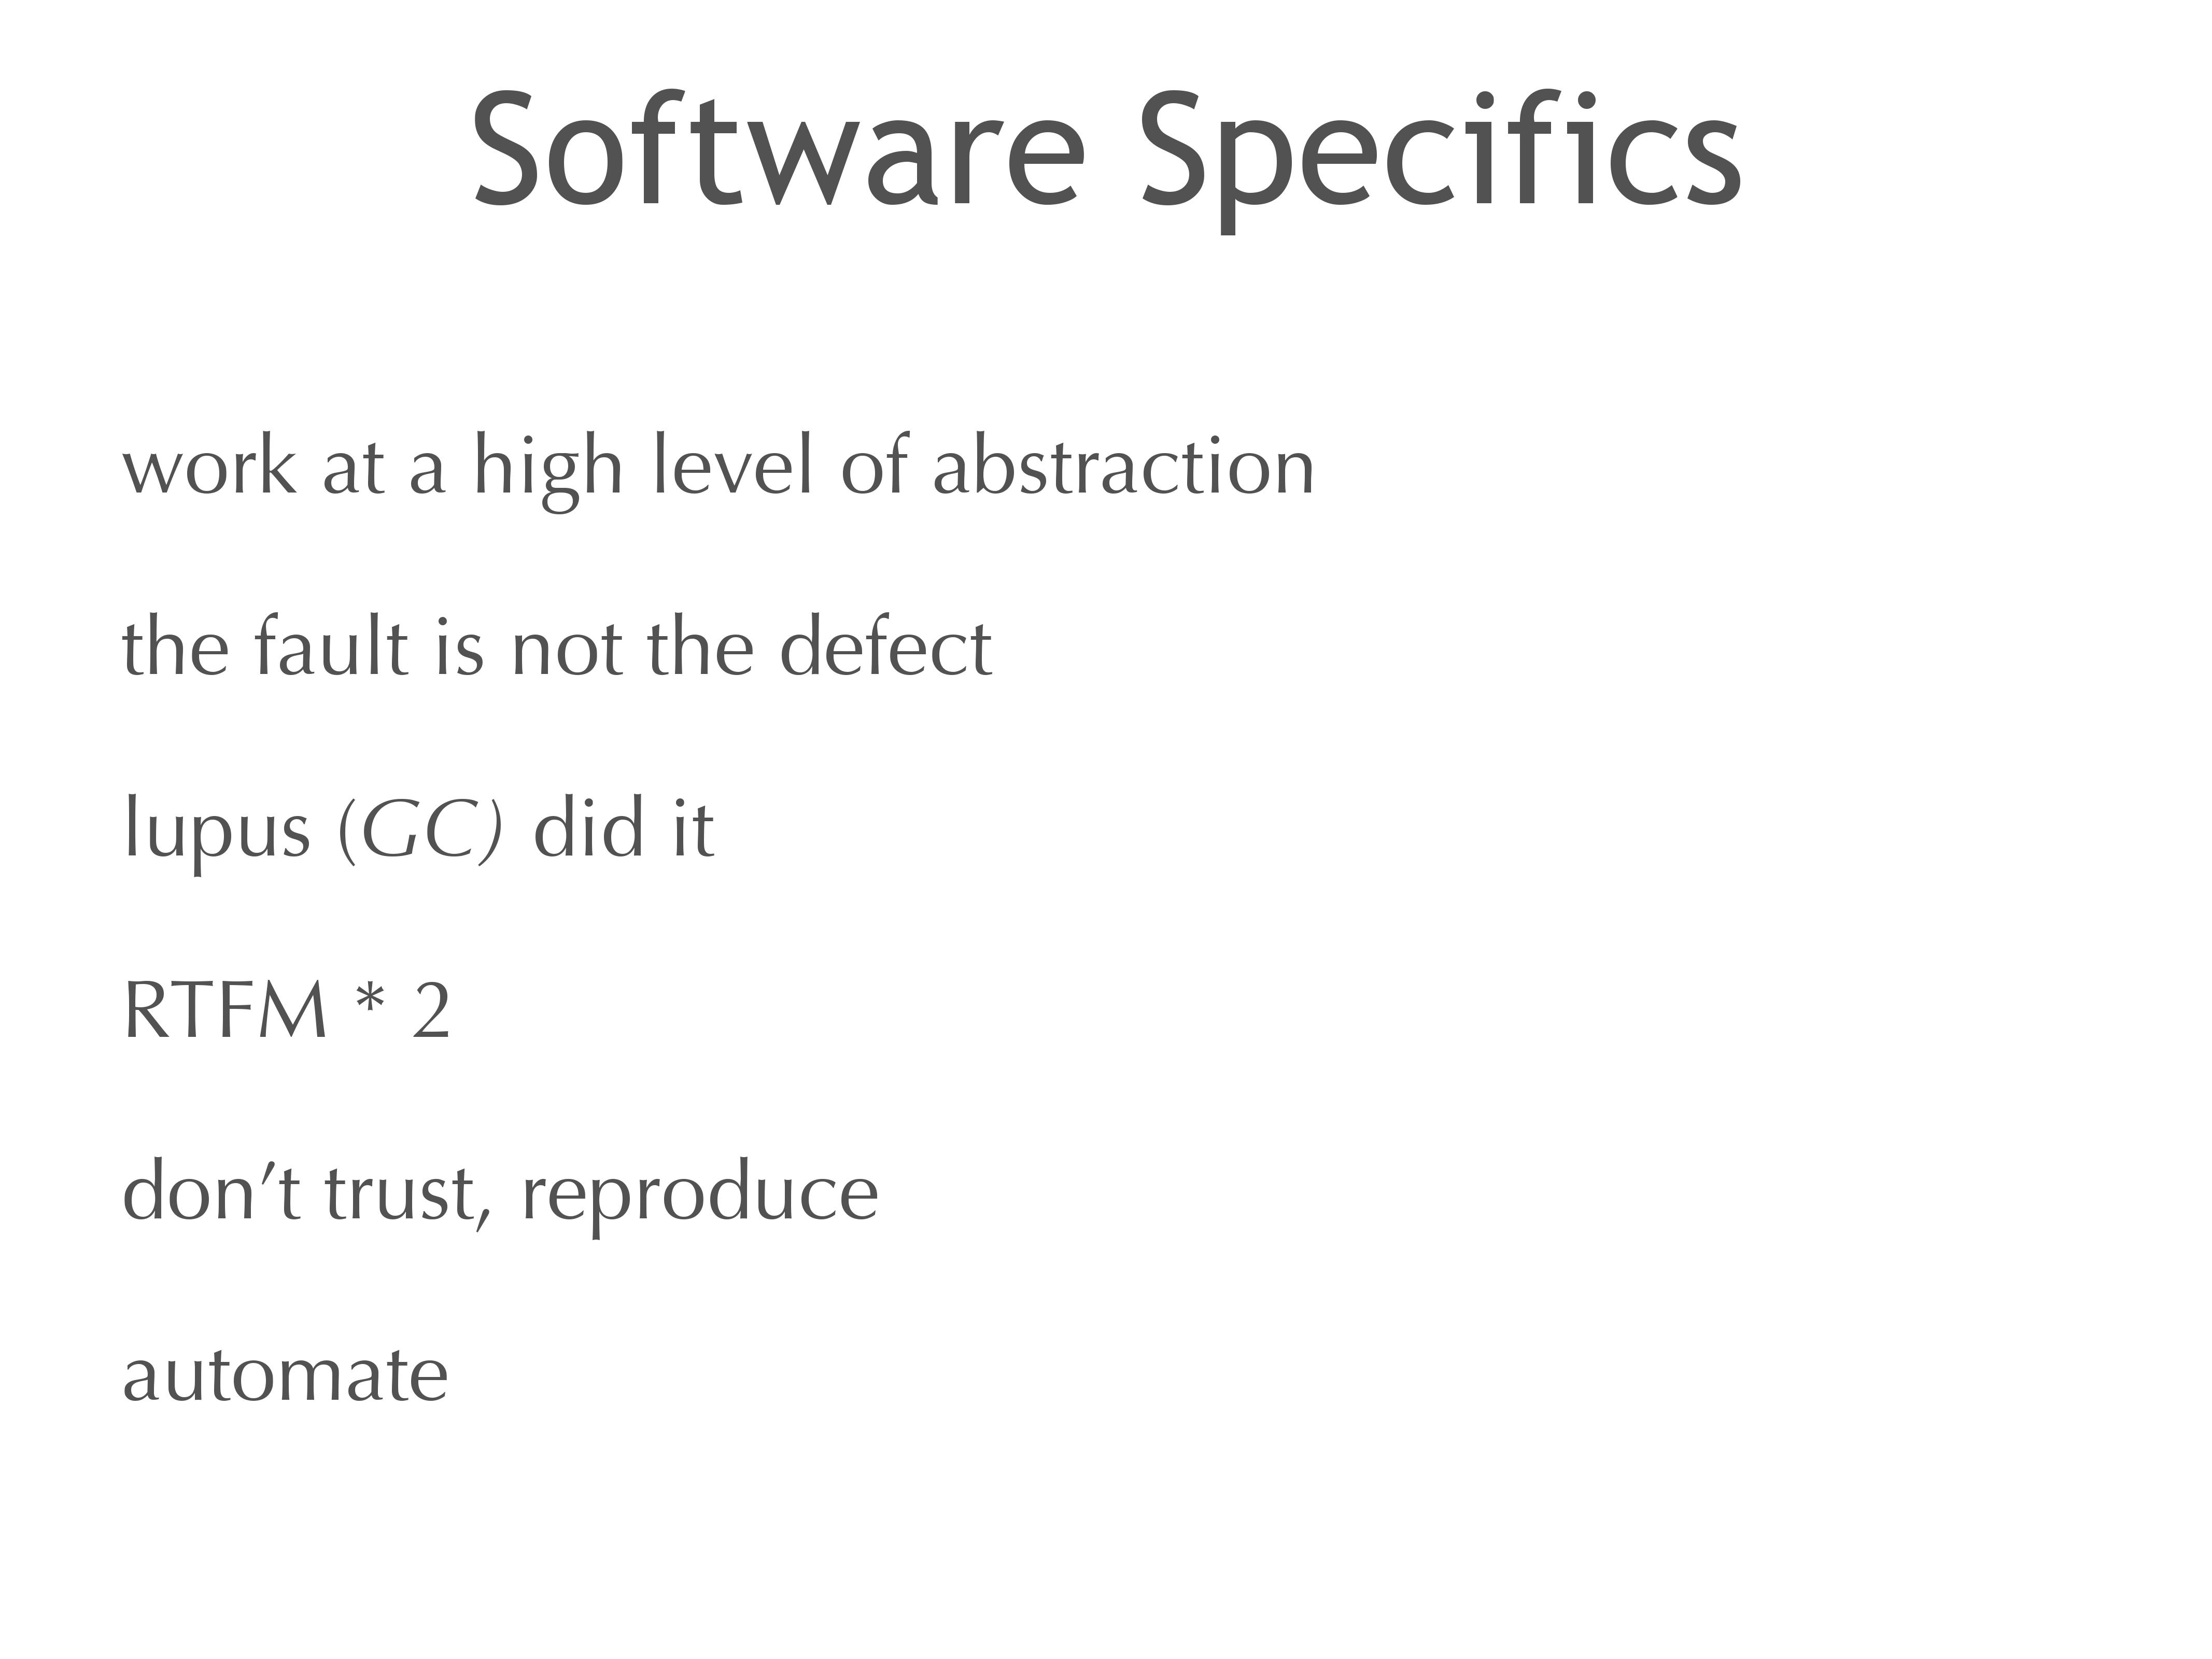 Software Specifics
work at a high level of abstraction
the fault is not the defect
lupus (GC) did it
RTFM * 2
don’t trust, reproduce
automate